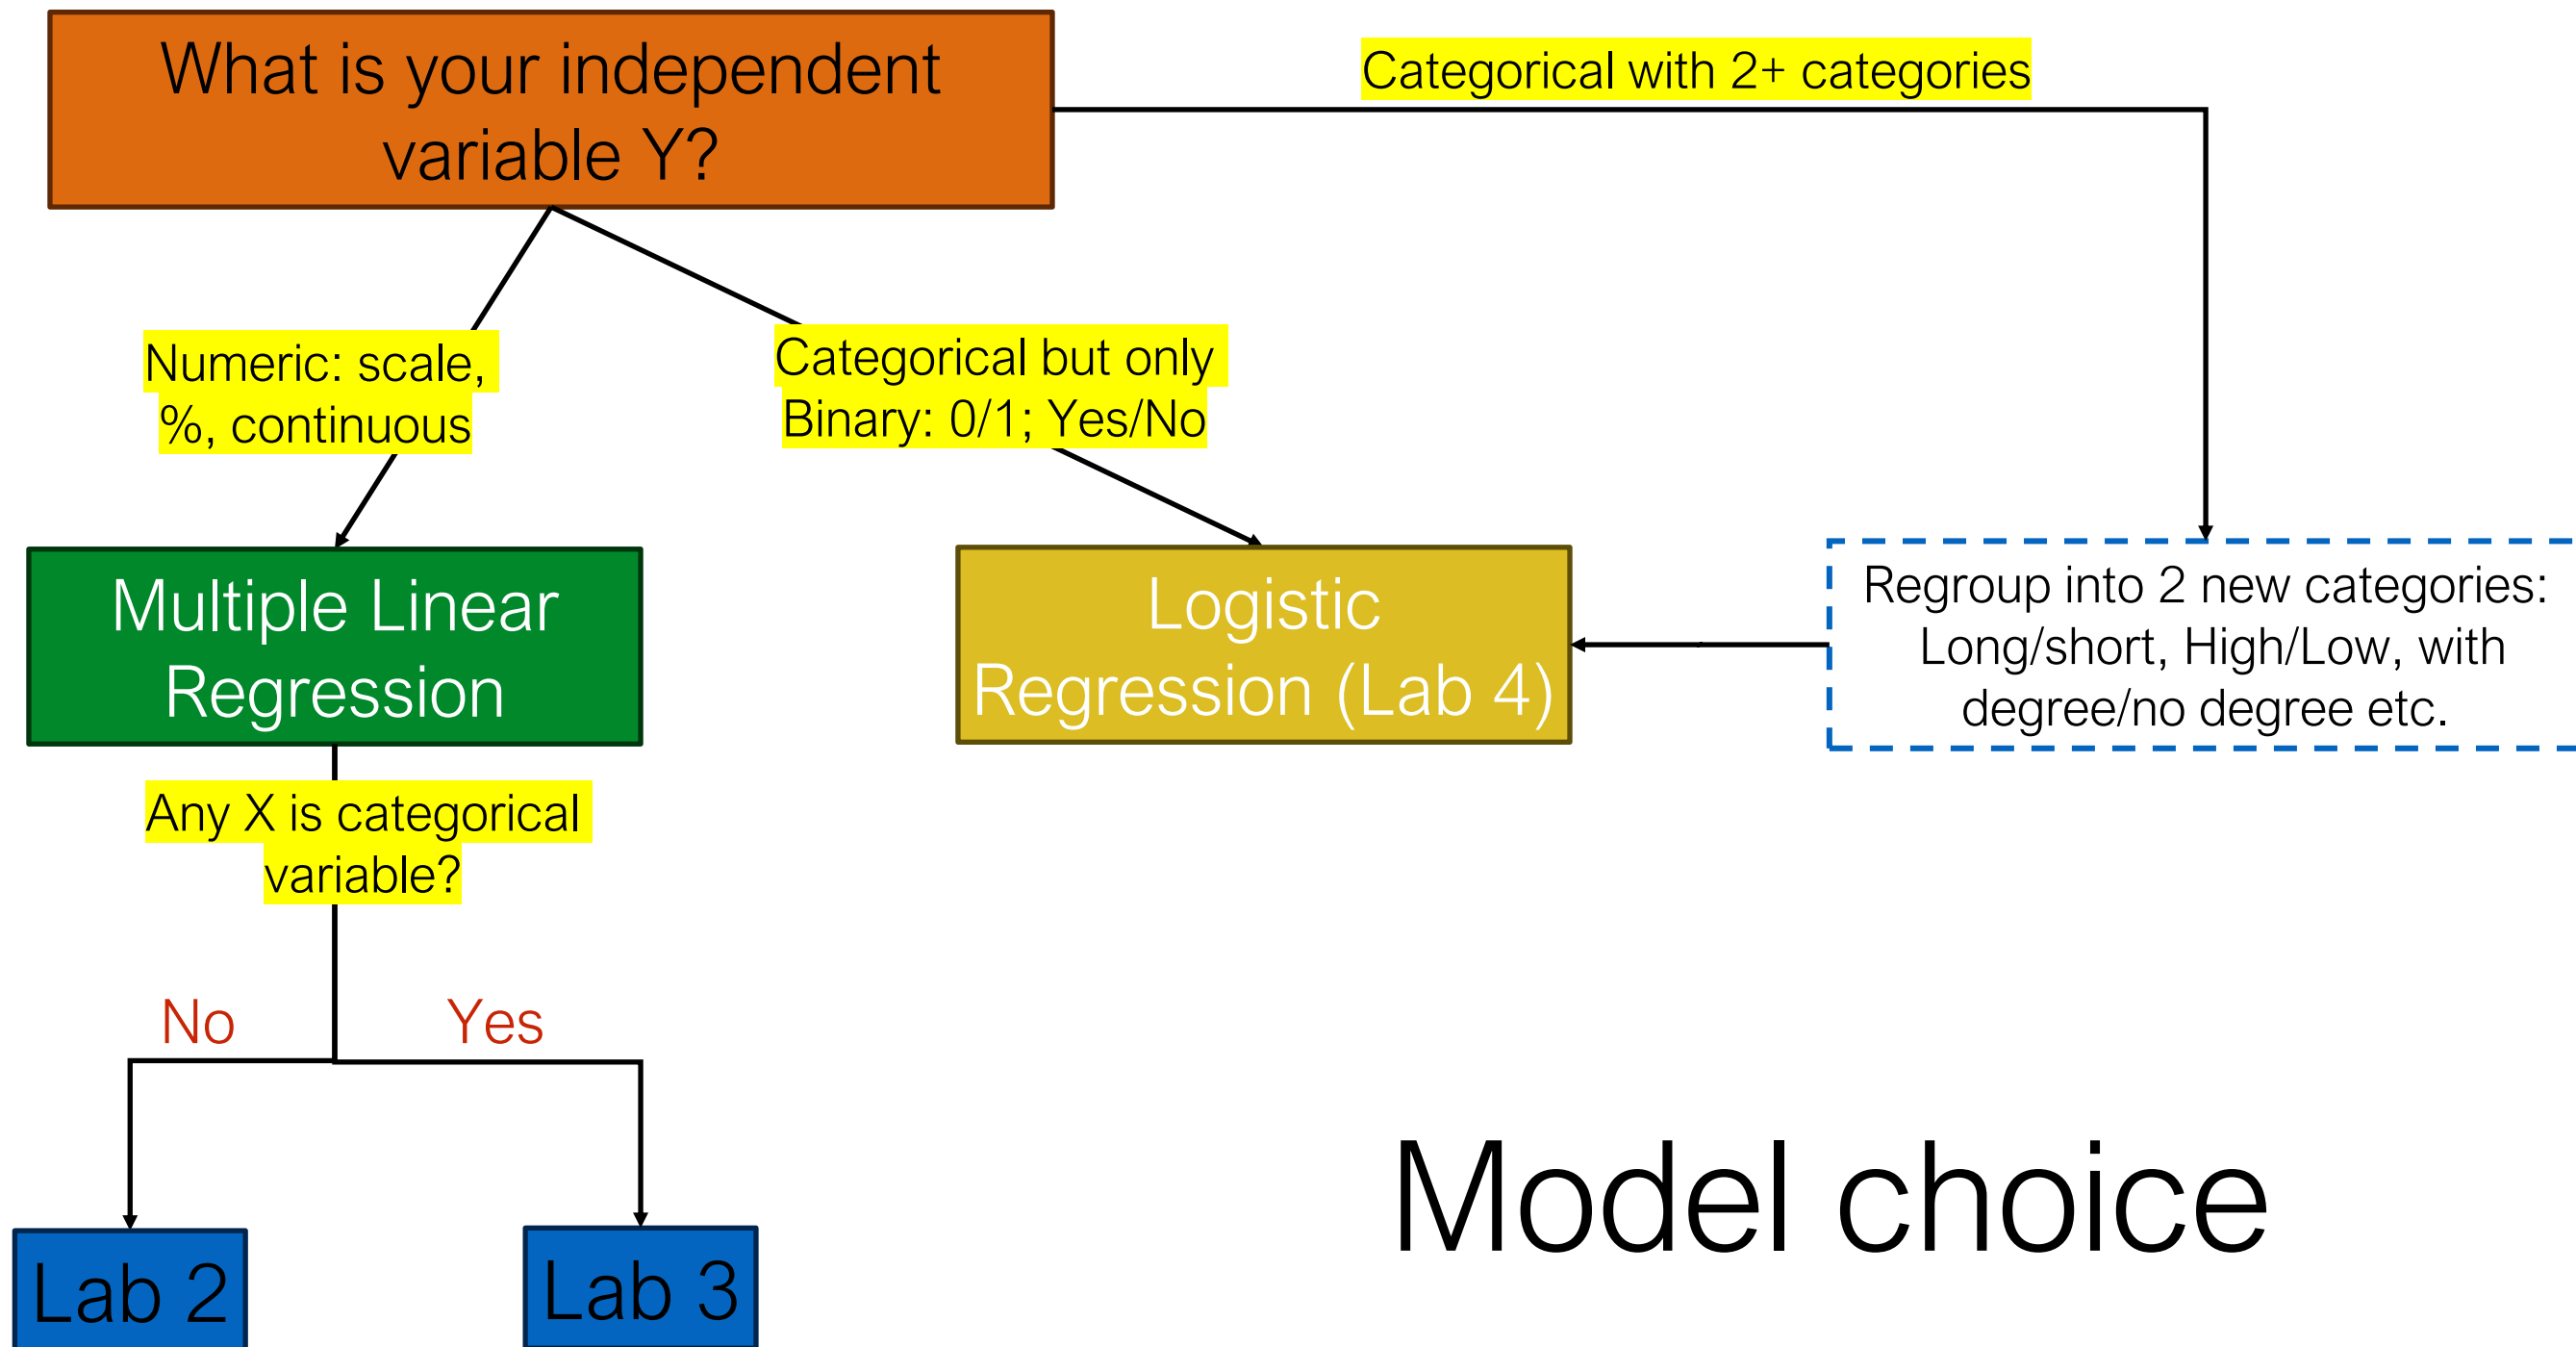 What is your independent
variable Y?
Categorical with 2+ categories
Numeric: scale,
%, continuous
Categorical but only
Binary: 0/1; Yes/No
Multiple Linear
Regression
Logistic
Regression (Lab 4)
Regroup into 2 new categories:
Long/short, High/Low, with
degree/no degree etc.
Any X is categorical
variable?
No
Yes
Lab 2
Lab 3
Model choice